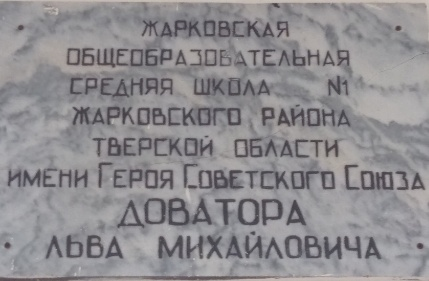 ЖАРКОВСКАЯ
ОБЩЕОБРАЗОВАТЕЛЬНАЯ
СРЕДНЯЯ ШКОЛА №1
ЖАРКОВСКОГО РАЙОНА
ТВЕРСКОЙ ОБЛАСТИ
ИМЕНИ ГЕРОЯ СОВЕТСКОГО СОЮЗА
ДОВАТОРА
ЛЬВА МИХАЙЛОВИЧА